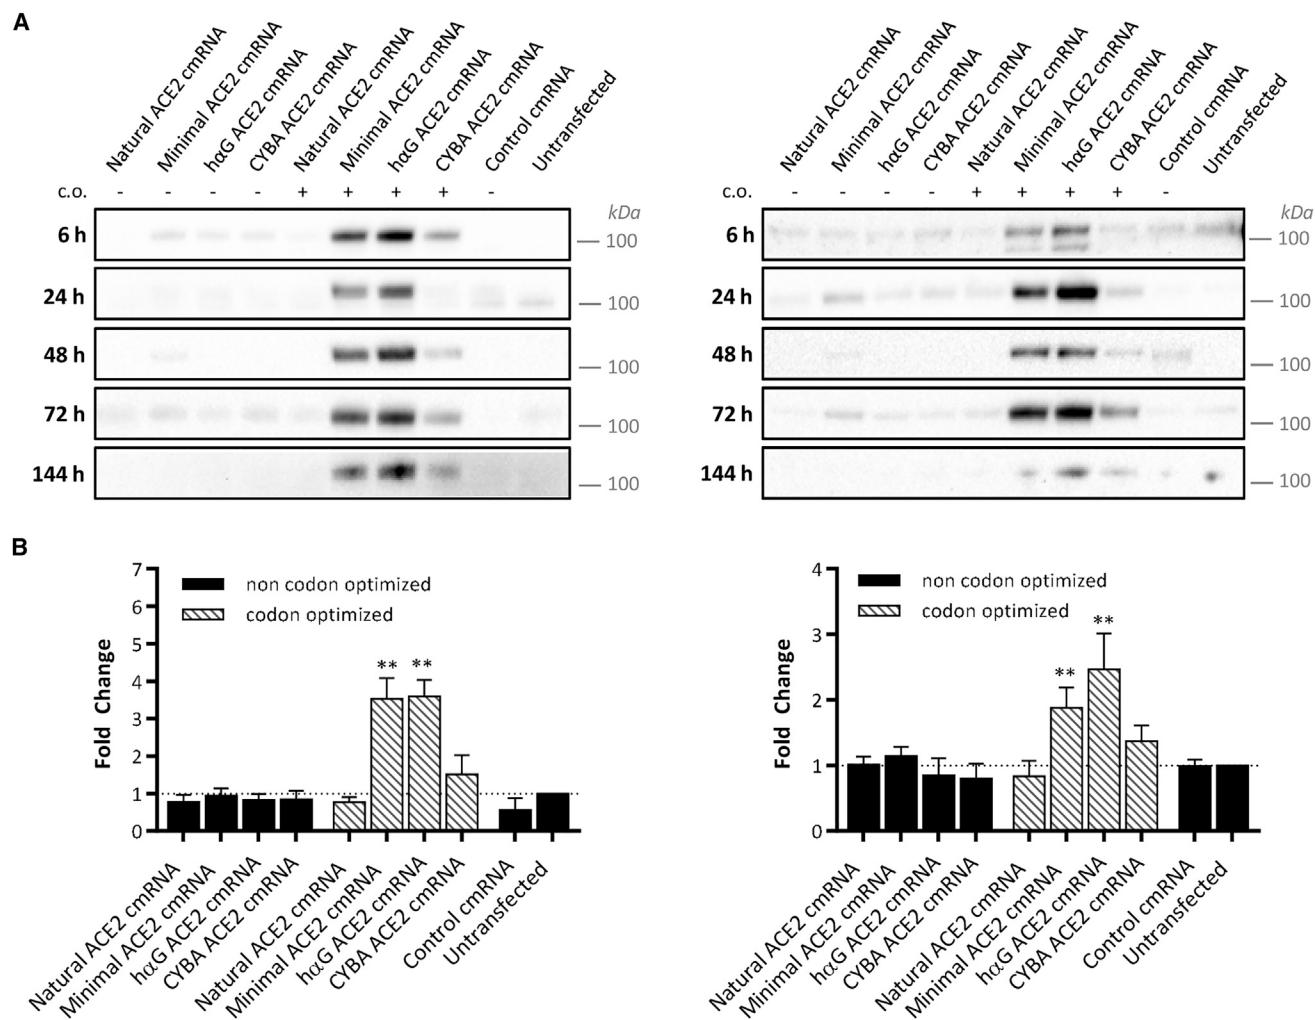 A
Natural ACE2 cmRNA
Minimal ACE2 cmRNA
hαG ACE2 cmRNA
CYBA ACE2 cmRNA
Natural ACE2 cmRNA
Minimal ACE2 cmRNA
hαG ACE2 cmRNA
CYBA ACE2 cmRNA
Control cmRNA
Untransfected
c.o. - - - - + + + + -
kDa
6 h 100
24 h 100
48 h 100
72 h 100
144 h 100
Natural ACE2 cmRNA
Minimal ACE2 cmRNA
hαG ACE2 cmRNA
CYBA ACE2 cmRNA
Natural ACE2 cmRNA
Minimal ACE2 cmRNA
hαG ACE2 cmRNA
CYBA ACE2 cmRNA
Control cmRNA
Untransfected
c.o. - - - - + + + + -
kDa
6 h 100
24 h 100
48 h 100
72 h 100
144 h 100
B
Fold Change
7
6
5
4
3
2
1
0
non codon optimized
codon optimized
** **
Natural ACE2 cmRNA
Minimal ACE2 cmRNA
hαG ACE2 cmRNA
CYBA ACE2 cmRNA
Natural ACE2 cmRNA
Minimal ACE2 cmRNA
hαG ACE2 cmRNA
CYBA ACE2 cmRNA
Control cmRNA
Untransfected
Fold Change
4
3
2
1
0
non codon optimized
codon optimized
**
**
Natural ACE2 cmRNA
Minimal ACE2 cmRNA
hαG ACE2 cmRNA
CYBA ACE2 cmRNA
Natural ACE2 cmRNA
Minimal ACE2 cmRNA
hαG ACE2 cmRNA
CYBA ACE2 cmRNA
Control cmRNA
Untransfected